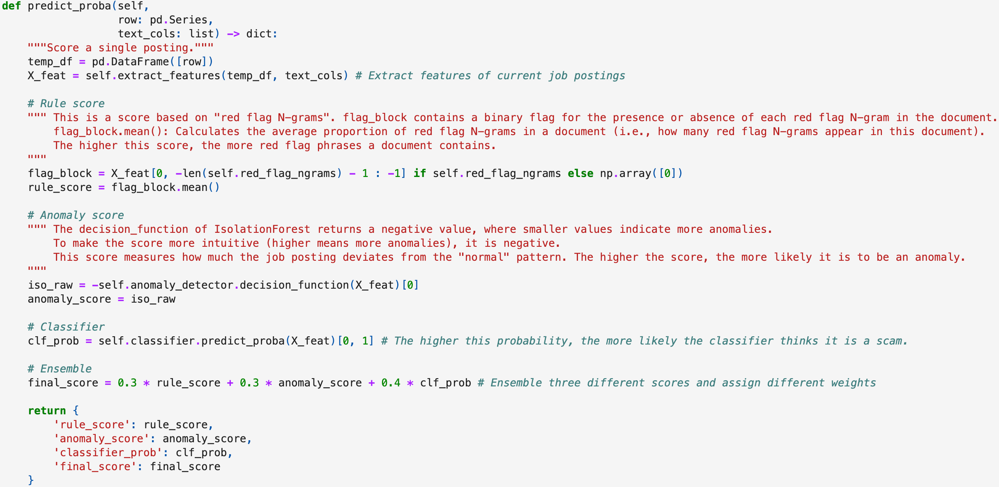 def predict_proba(self,
                  row: pd.Series,
                  text_cols: list) -> dict:
    """Score a single posting."""
    temp_df = pd.DataFrame([row])
    X_feat = self.extract_features(temp_df, text_cols) # Extract features of current job postings

    # Rule score
    """ This is a score based on "red flag N-grams". flag_block contains a binary flag for the presence or absence of each red flag N-gram in the document.
        flag_block.mean(): Calculates the average proportion of red flag N-grams in a document (i.e., how many red flag N-grams appear in this document).
        The higher this score, the more red flag phrases a document contains.
    """
    flag_block = X_feat[0, -len(self.red_flag_ngrams) - 1 : -1] if self.red_flag_ngrams else np.array([0])
    rule_score = flag_block.mean()

    # Anomaly score
    """ The decision_function of IsolationForest returns a negative value, where smaller values indicate more anomalies.
        To make the score more intuitive (higher means more anomalies), it is negative.
        This score measures how much the job posting deviates from the "normal" pattern. The higher the score, the more likely it is to be an anomaly.
    """
    iso_raw = -self.anomaly_detector.decision_function(X_feat)[0]
    anomaly_score = iso_raw

    # Classifier
    clf_prob = self.classifier.predict_proba(X_feat)[0, 1] # The higher this probability, the more likely the classifier thinks it is a scam.

    # Ensemble
    final_score = 0.3 * rule_score + 0.3 * anomaly_score + 0.4 * clf_prob # Ensemble three different scores and assign different weights

    return {
        'rule_score': rule_score,
        'anomaly_score': anomaly_score,
        'classifier_prob': clf_prob,
        'final_score': final_score
    }